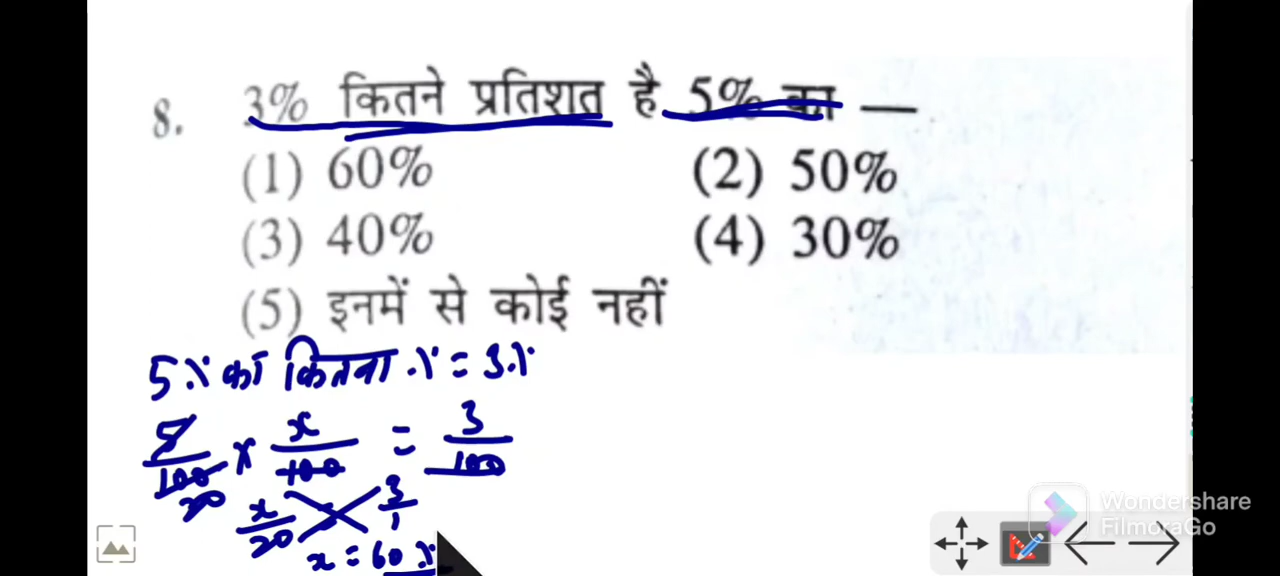 8. 3% कितने प्रतिशत है 5% का —
(1) 60% (2) 50%
(3) 40% (4) 30%
(5) इनमें से कोई नहीं
5% का कितना % = 3%
5/100 × x/100 = 3/100
20
x/20 3/1
x = 60%
Wondershare
FilmoraGo